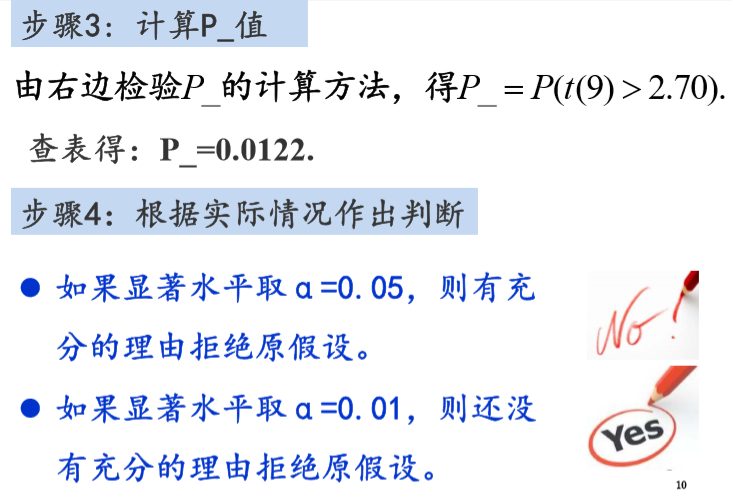 步骤3：计算P_值
由右边检验P_的计算方法，得P_ = P(t(9) > 2.70).
查表得：P_=0.0122.
步骤4：根据实际情况作出判断
● 如果显著水平取α=0.05，则有充
分的理由拒绝原假设。
No!
● 如果显著水平取α=0.01，则还没
有充分的理由拒绝原假设。
Yes
10